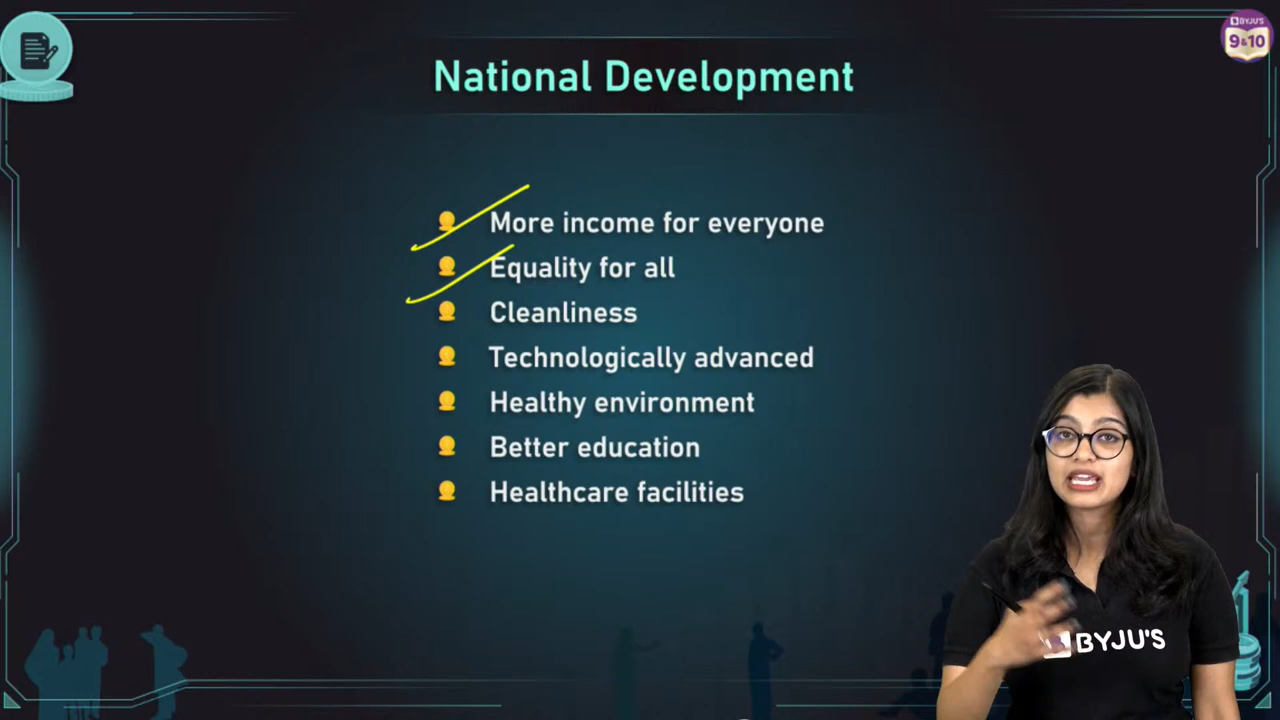 BYJU'S
9&10
National Development
More income for everyone
Equality for all
Cleanliness
Technologically advanced
Healthy environment
Better education
Healthcare facilities
BYJU'S